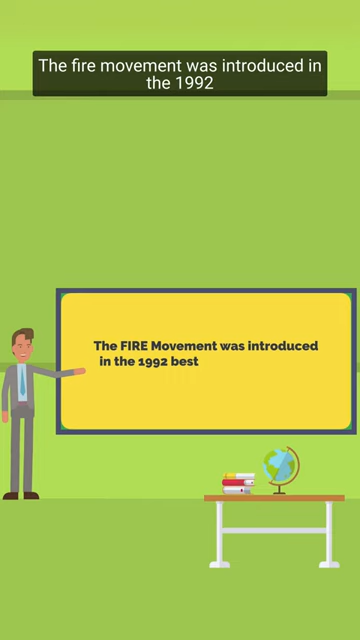 The fire movement was introduced in
the 1992
The FIRE Movement was introduced
in the 1992 best